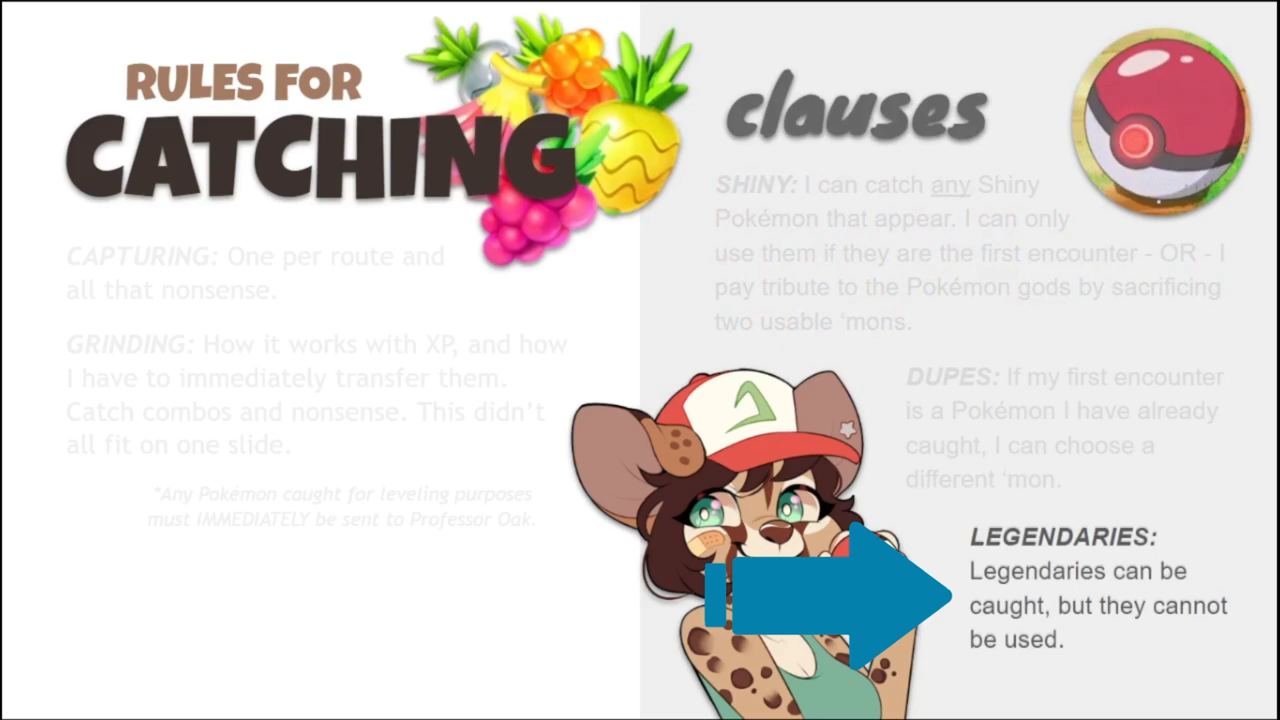 RULES FOR
CATCHING
CAPTURING: One per route and
all that nonsense.
GRINDING: How it works with XP, and how
I have to immediately transfer them.
Catch combos and nonsense. This didn't
all fit on one slide.
*Any Pokémon caught for leveling purposes
must IMMEDIATELY be sent to Professor Oak.
clauses
SHINY: I can catch any Shiny
Pokémon that appear. I can only
use them if they are the first encounter - OR - I
pay tribute to the Pokémon gods by sacrificing
two usable ‘mons.
DUPES: If my first encounter
is a Pokémon I have already
caught, I can choose a
different ‘mon.
LEGENDARIES:
Legendaries can be
caught, but they cannot
be used.